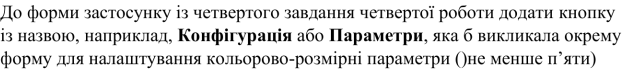 До форми застосунку із четвертого завдання четвертої роботи додати кнопку
із назвою, наприклад, Конфігурація або Параметри, яка б викликала окрему
форму для налаштування кольорово-розмірні параметри ()не менше п’яти)